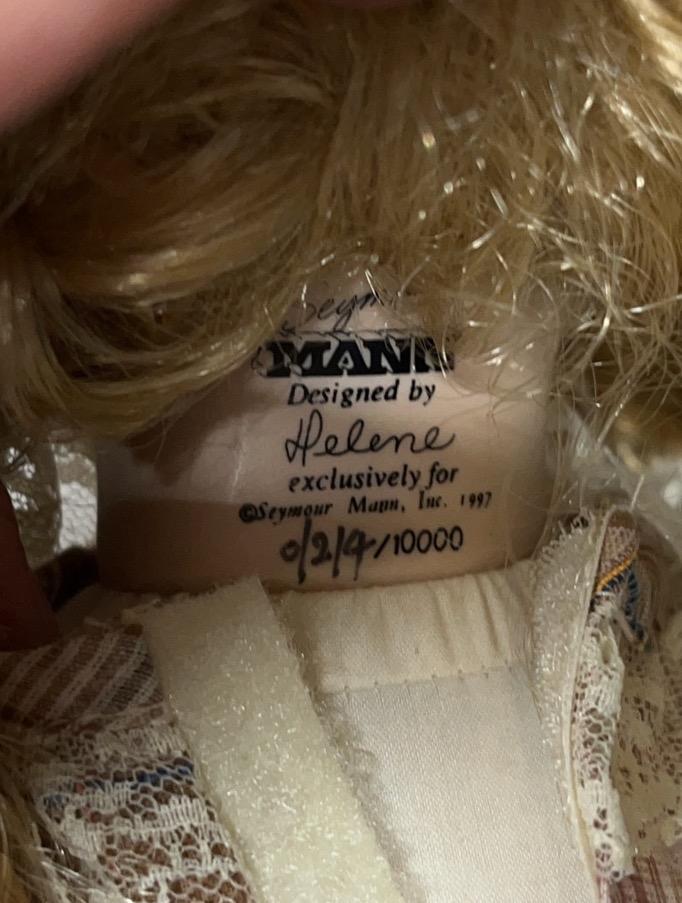 MANN
Designed by
Helene
exclusively for
©Seymour Mann, Inc. 1997
0/2/4/10000